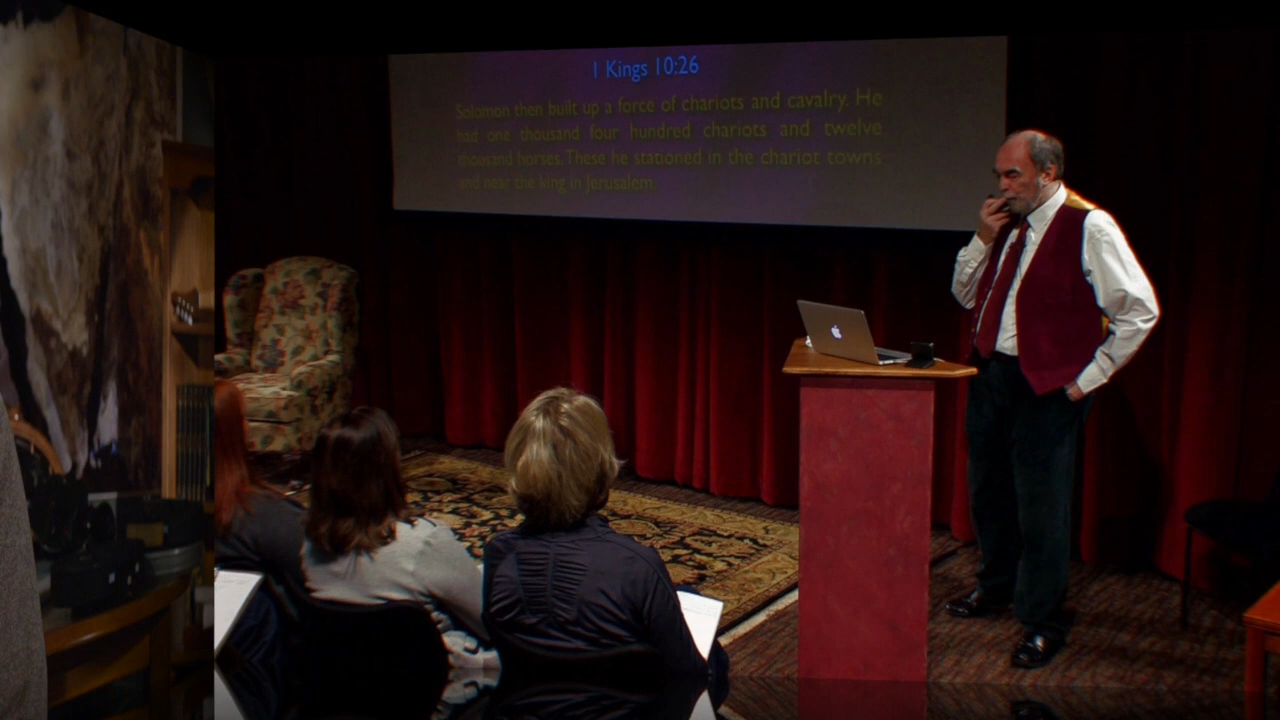 1 Kings 10:26
Solomon then built up a force of chariots and cavalry. He
had one thousand four hundred chariots and twelve
thousand horses. These he stationed in the chariot towns
and near the king in Jerusalem.